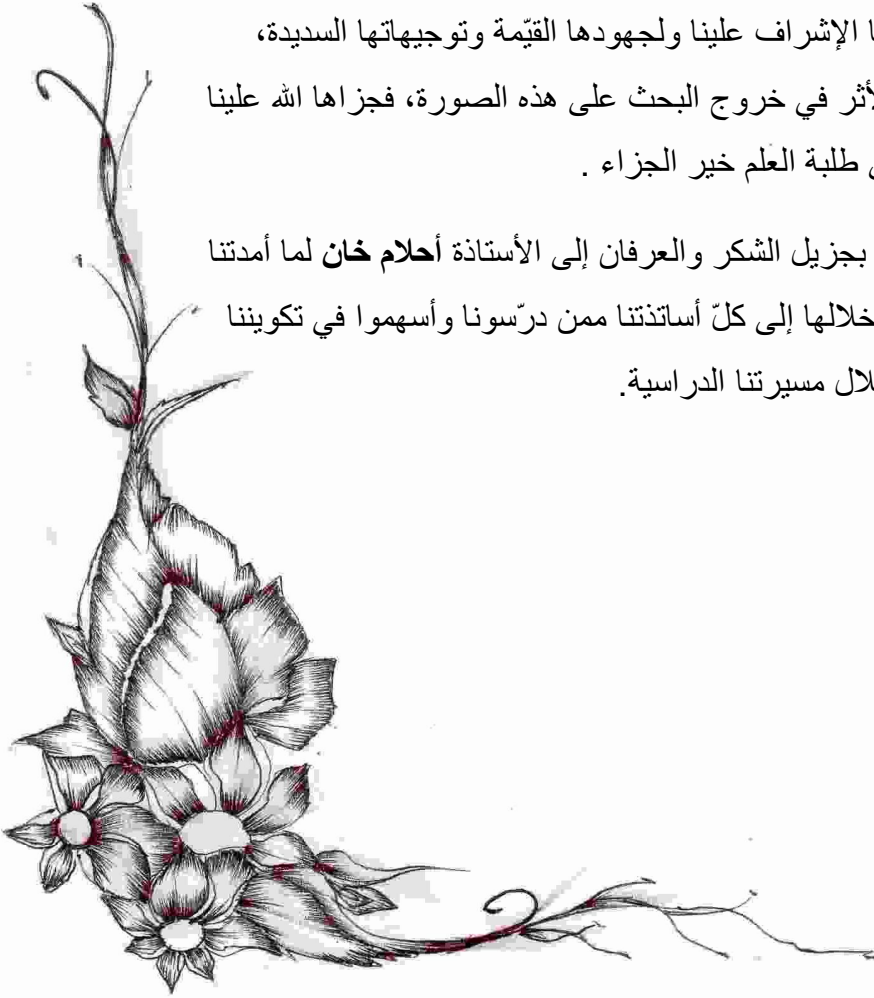 الإشراف علينا ولجهودها القيّمة وتوجيهاتها السديدة،
في خروج البحث على هذه الصورة، فجزاها الله علينا
طلبة العلم خير الجزاء .
بجزيل الشكر والعرفان إلى الأستاذة أحلام خان لما أمدتنا
خلالها إلى كلّ أساتذتنا ممن درّسونا وأسهموا في تكويننا
مسيرتنا الدراسية.